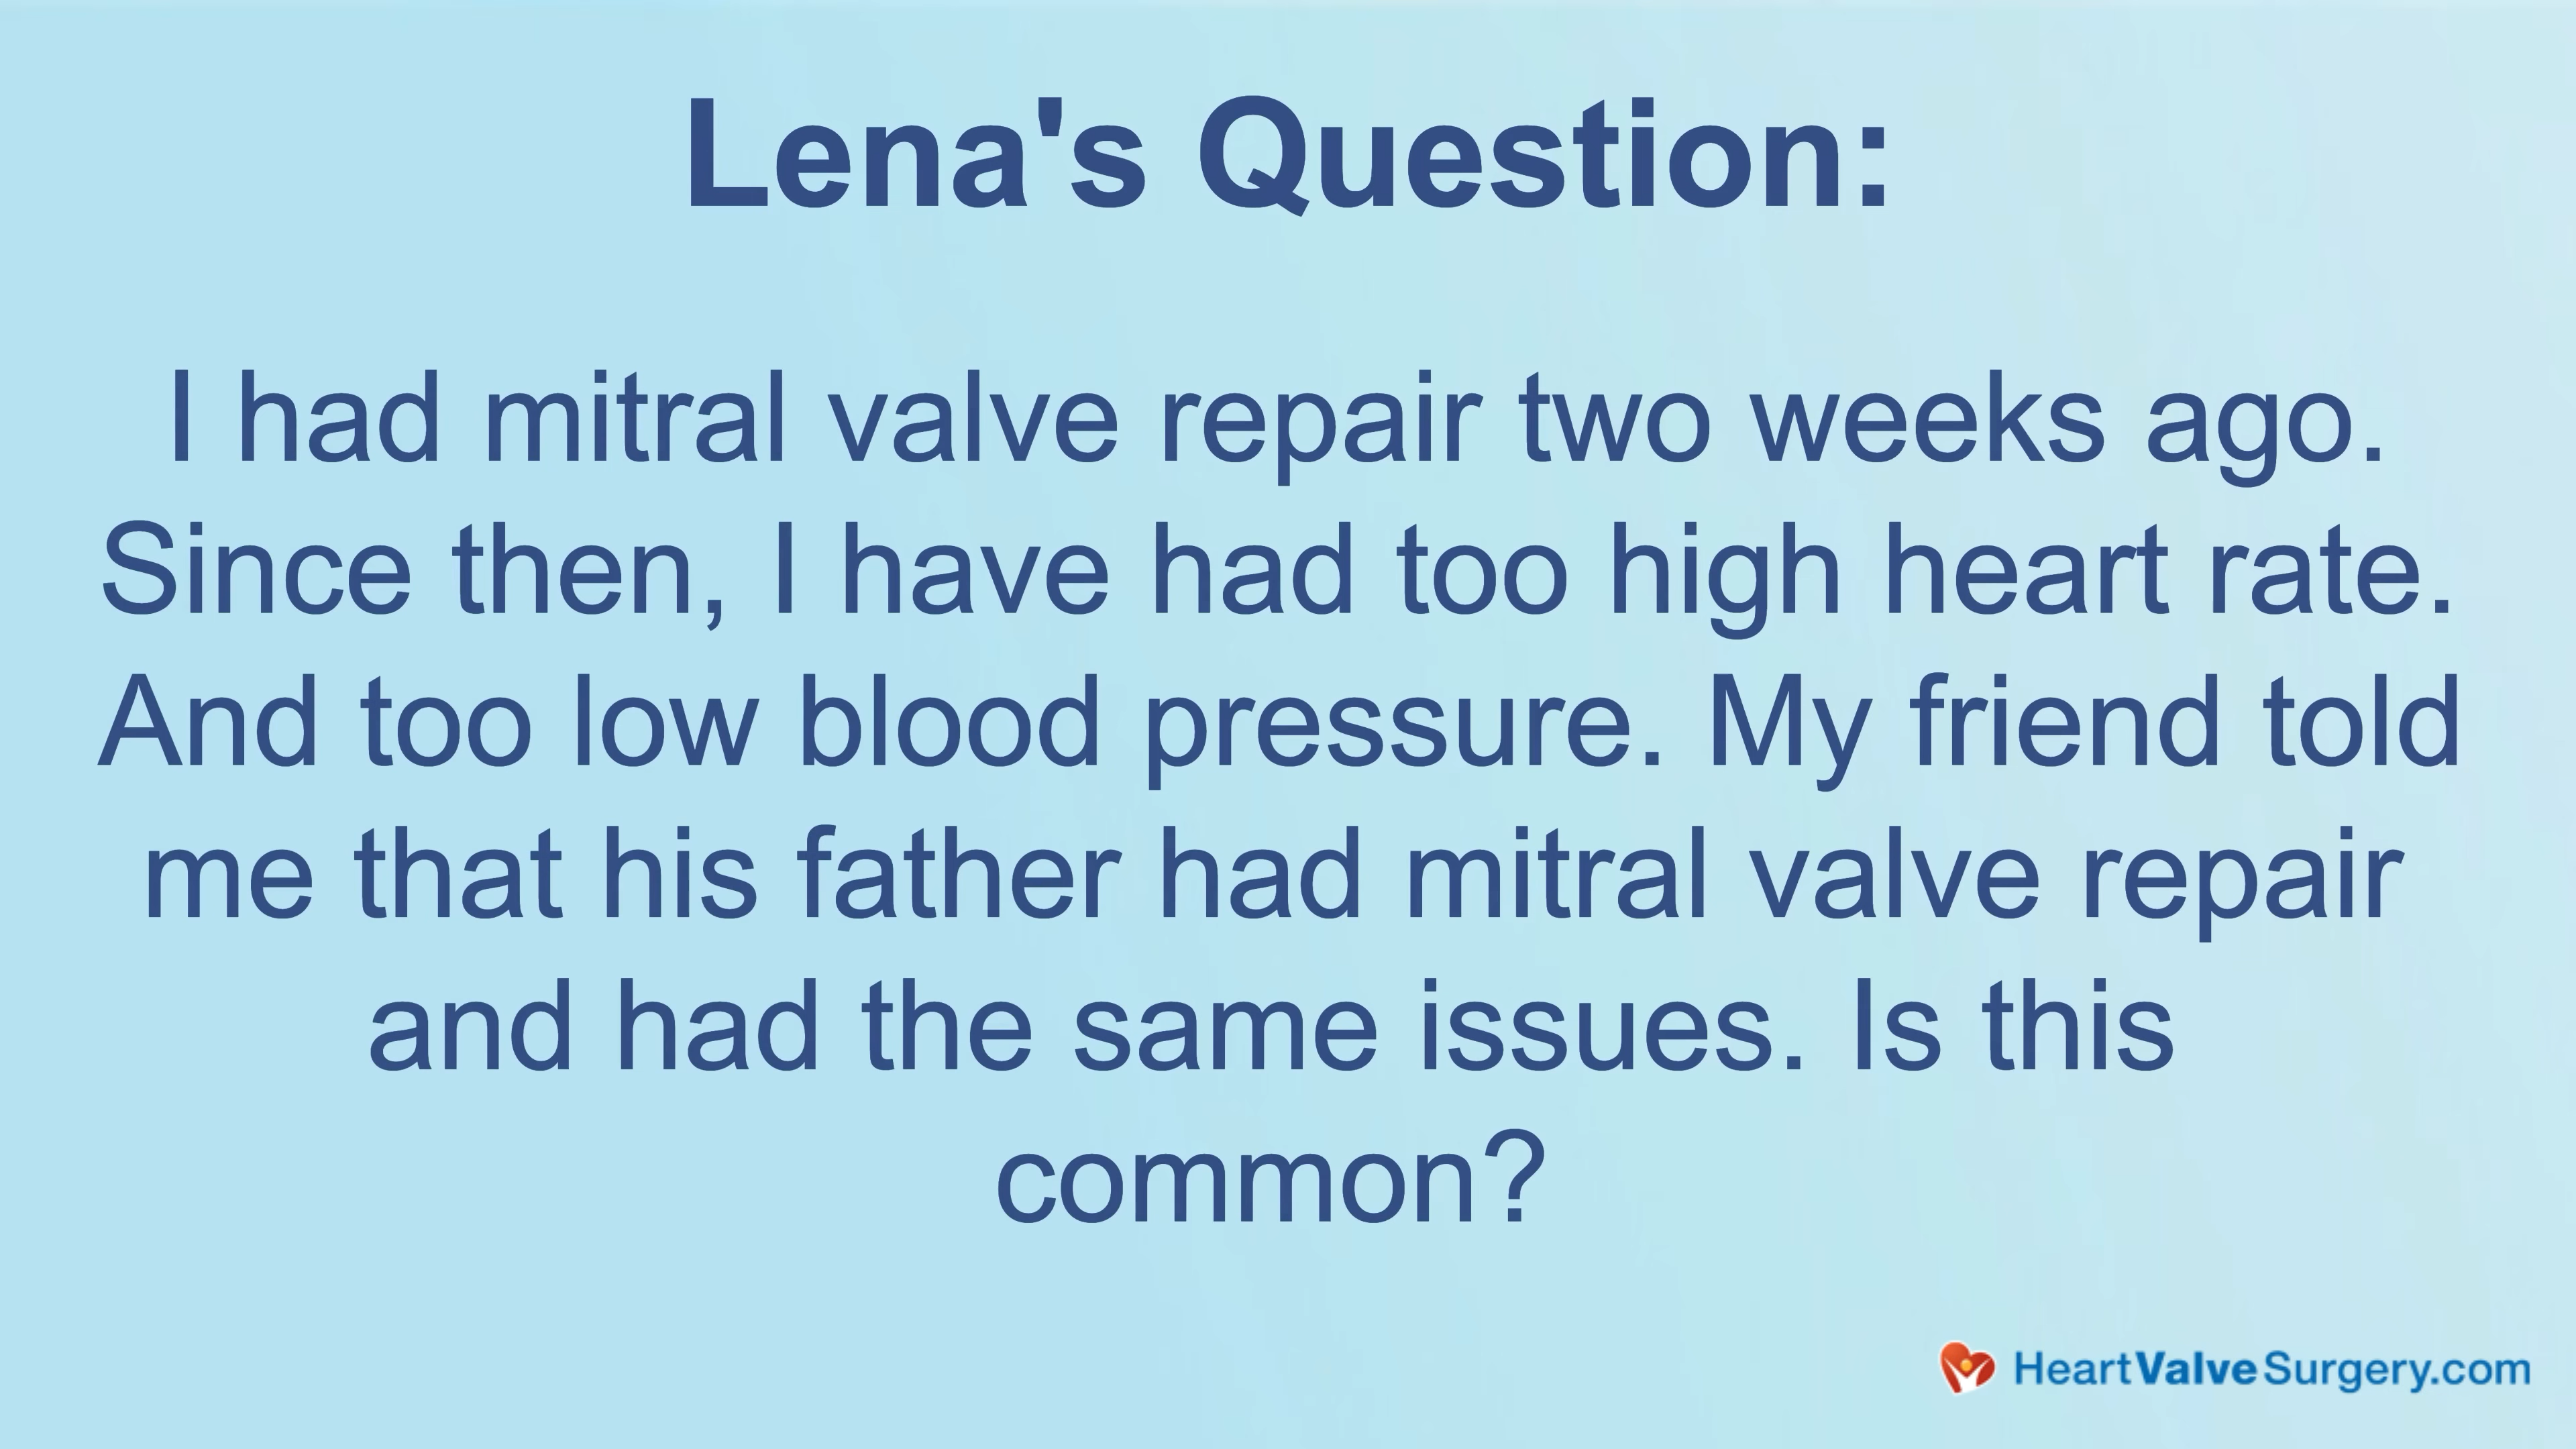 Lena's Question:
I had mitral valve repair two weeks ago.
Since then, I have had too high heart rate.
And too low blood pressure. My friend told
me that his father had mitral valve repair
and had the same issues. Is this
common?
HeartValveSurgery.com